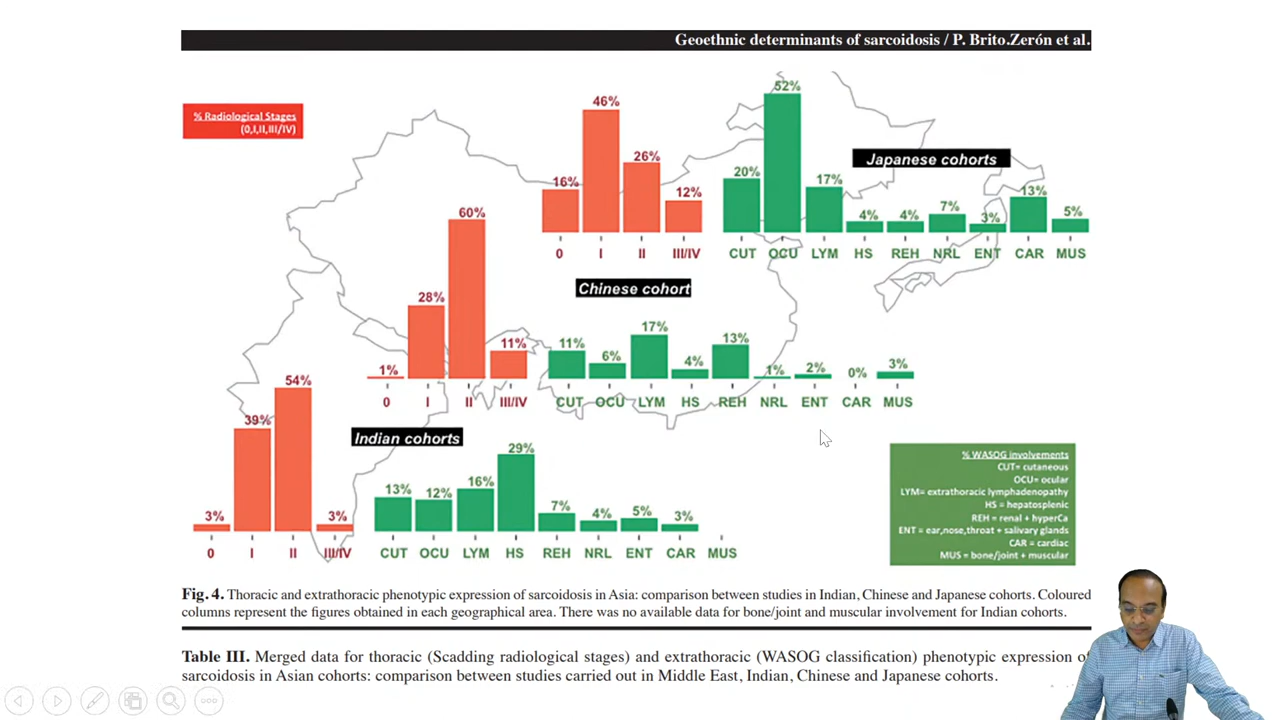 Geoethnic determinants of sarcoidosis / P. Brito.Zerón et al.
% Radiological Stages
(0,I,II,III/IV)
16% 46% 26% 12%
0 I II III/IV
20% 52% 17% 4% 4% 7% 3% 13% 5%
CUT OCU LYM HS REH NRL ENT CAR MUS
Japanese cohorts
Chinese cohort
1% 28% 60% 11%
0 I II III/IV
11% 6% 17% 4% 13% 1% 2% 0% 3%
CUT OCU LYM HS REH NRL ENT CAR MUS
Indian cohorts
3% 39% 54% 3%
0 I II III/IV
13% 12% 16% 29% 7% 4% 5% 3%
CUT OCU LYM HS REH NRL ENT CAR MUS
% WASOG involvements
CUT= cutaneous
OCU= ocular
LYM= extrathoracic lymphadenopathy
HS = hepatosplenic
REH = renal + hyperCa
ENT = ear,nose,throat + salivary glands
CAR = cardiac
MUS = bone/joint + muscular
Fig. 4. Thoracic and extrathoracic phenotypic expression of sarcoidosis in Asia: comparison between studies in Indian, Chinese and Japanese cohorts. Coloured
columns represent the figures obtained in each geographical area. There was no available data for bone/joint and muscular involvement for Indian cohorts.
Table III. Merged data for thoracic (Scadding radiological stages) and extrathoracic (WASOG classification) phenotypic expression of
sarcoidosis in Asian cohorts: comparison between studies carried out in Middle East, Indian, Chinese and Japanese cohorts.